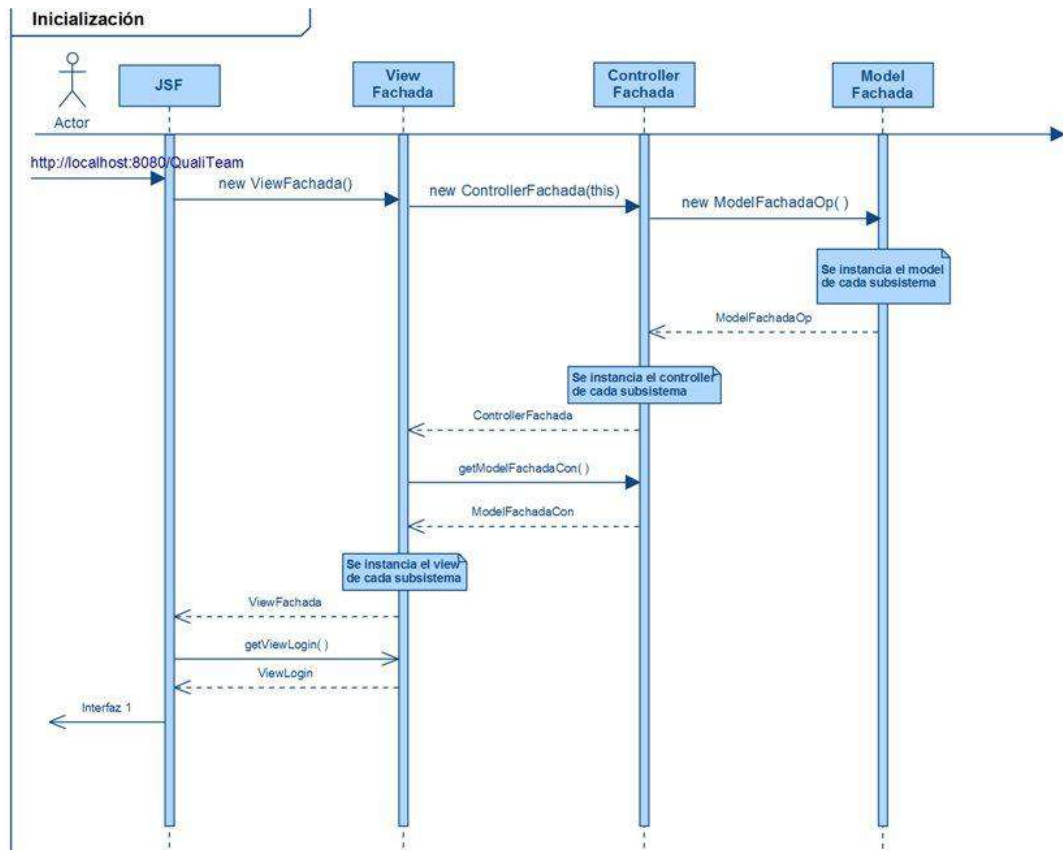 Inicialización
Actor
JSF
View
Fachada
Controller
Fachada
Model
Fachada
http://localhost:8080/QualiTeam
new ViewFachada()
new ControllerFachada(this)
new ModelFachadaOp( )
Se instancia el model
de cada subsistema
ModelFachadaOp
Se instancia el controller
de cada subsistema
ControllerFachada
getModelFachadaCon( )
ModelFachadaCon
Se instancia el view
de cada subsistema
ViewFachada
getViewLogin( )
ViewLogin
Interfaz 1